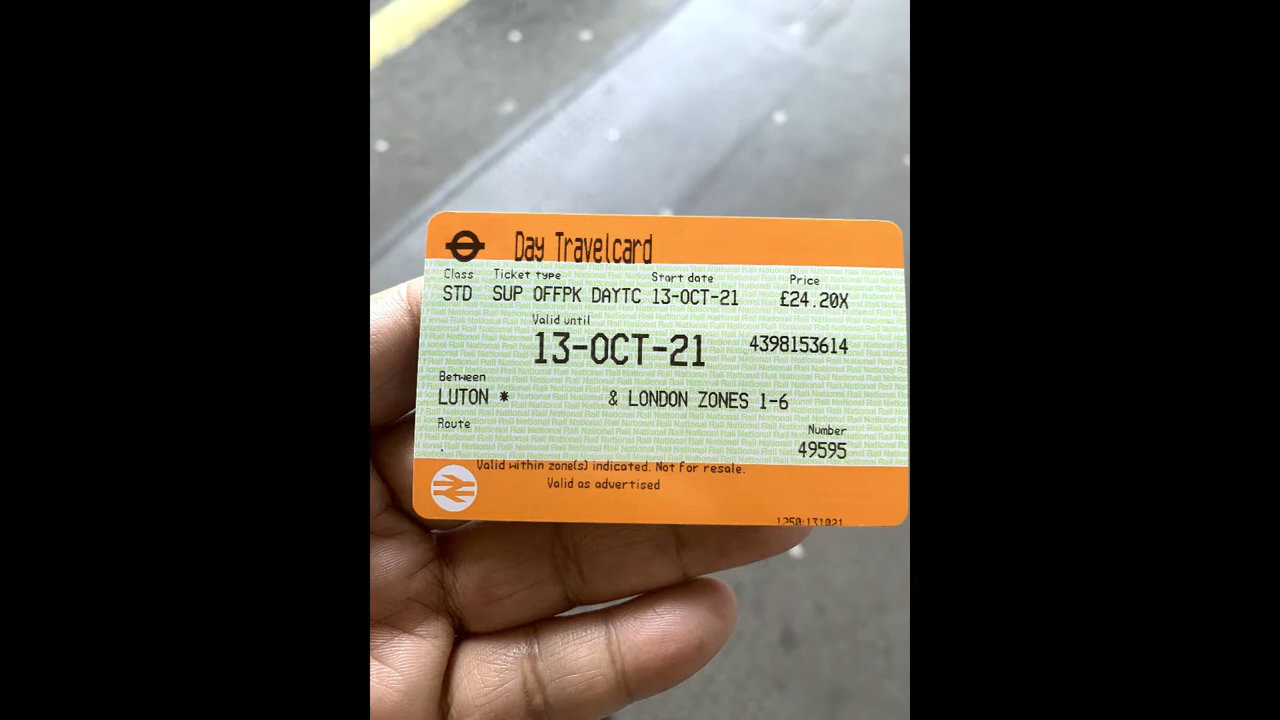 Day Travelcard
Class Ticket type Start date Price
STD SUP OFFPK DAYTC 13-OCT-21 £24.20X
Valid until
13-OCT-21 4398153614
Between
LUTON * & LONDON ZONES 1-6
Route Number
. 49595
Valid within zone(s) indicated. Not for resale.
Valid as advertised
1250:131021